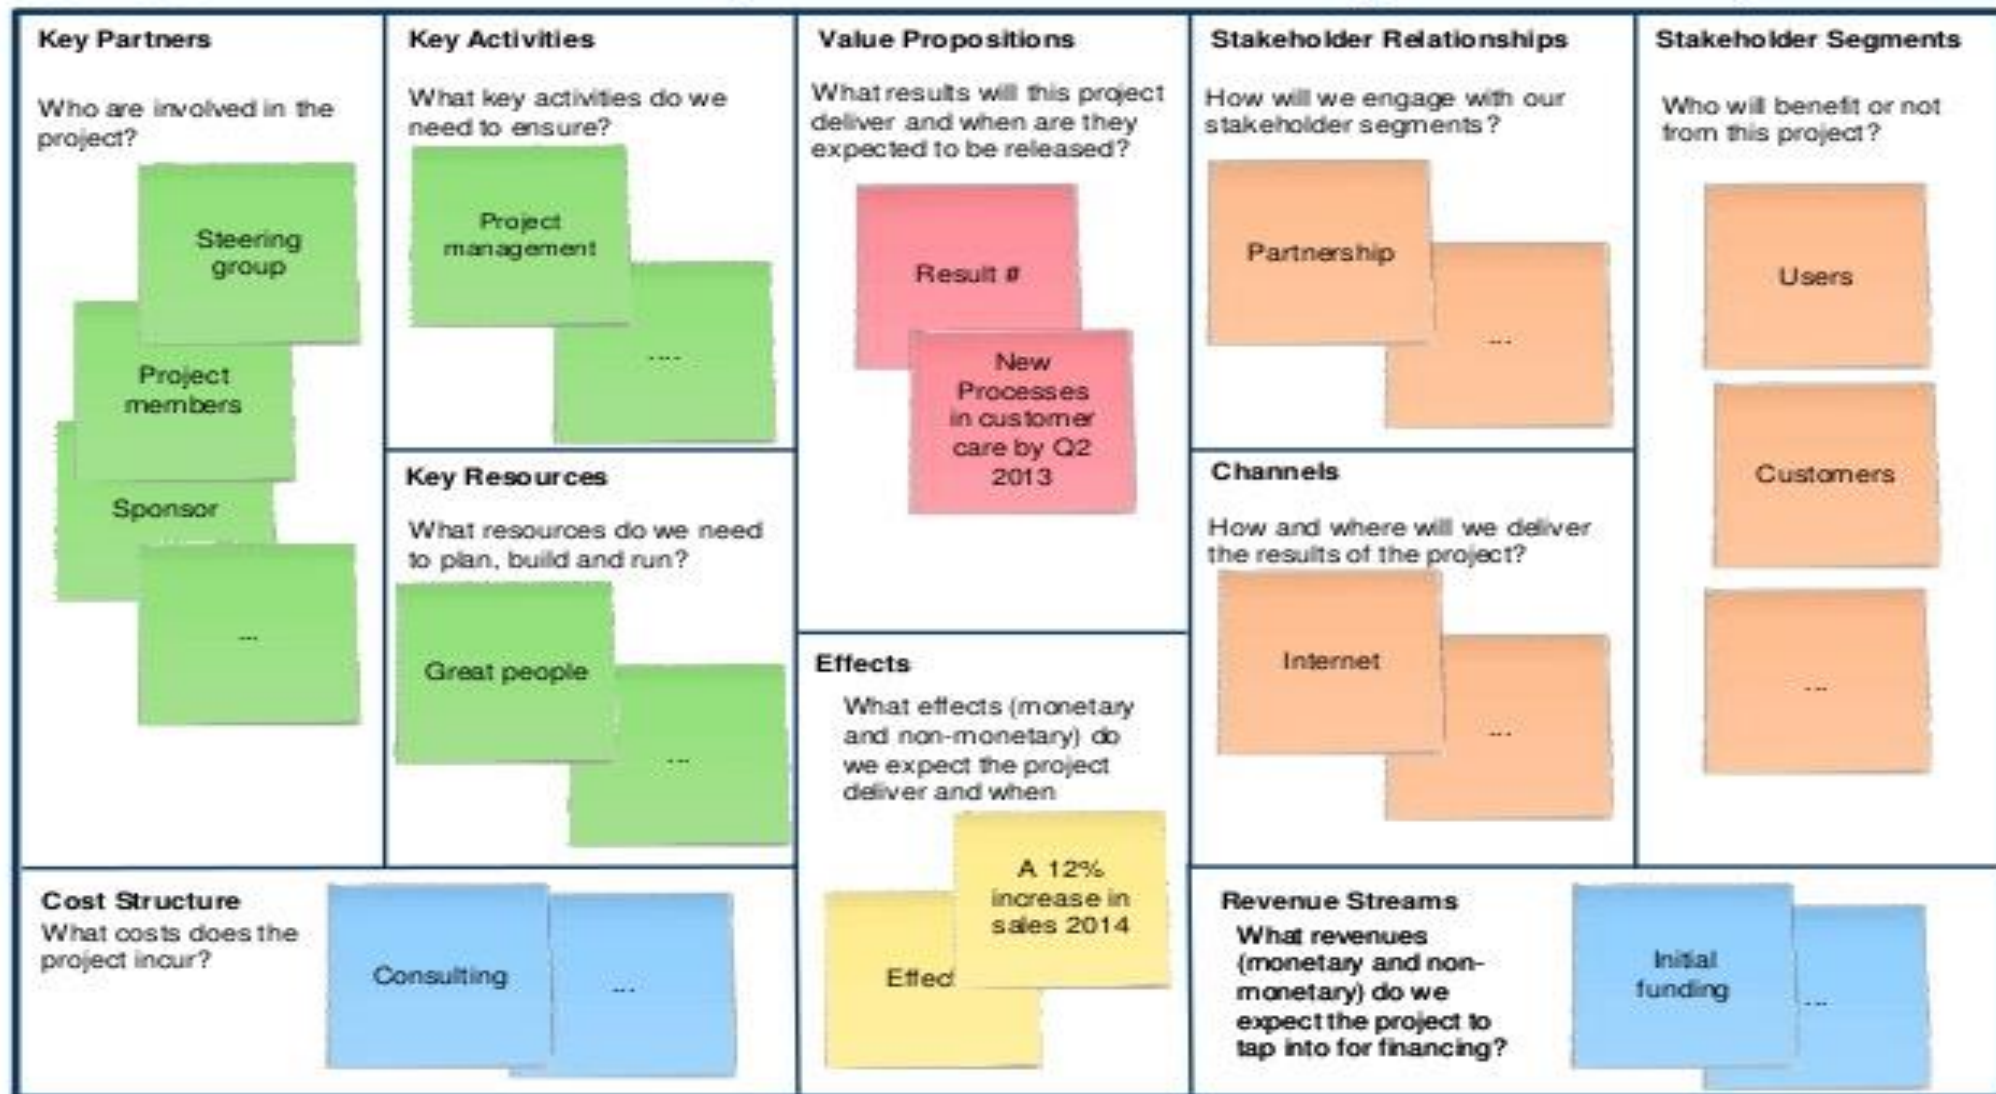 Key Partners
Who are involved in the
project?
Steering
group
Project
members
Sponsor
...
Key Activities
What key activities do we
need to ensure?
Project
management
....
Key Resources
What resources do we need
to plan, build and run?
Great people
...
Value Propositions
What results will this project
deliver and when are they
expected to be released?
Result #
New
Processes
in customer
care by Q2
2013
Effects
What effects (monetary
and non-monetary) do
we expect the project
deliver and when
A 12%
increase in
sales 2014
Effect
Stakeholder Relationships
How will we engage with our
stakeholder segments?
Partnership
...
Channels
How and where will we deliver
the results of the project?
Internet
...
Stakeholder Segments
Who will benefit or not
from this project?
Users
Customers
...
Cost Structure
What costs does the
project incur?
Consulting
...
Revenue Streams
What revenues
(monetary and non-
monetary) do we
expect the project to
tap into for financing?
Initial
funding
...